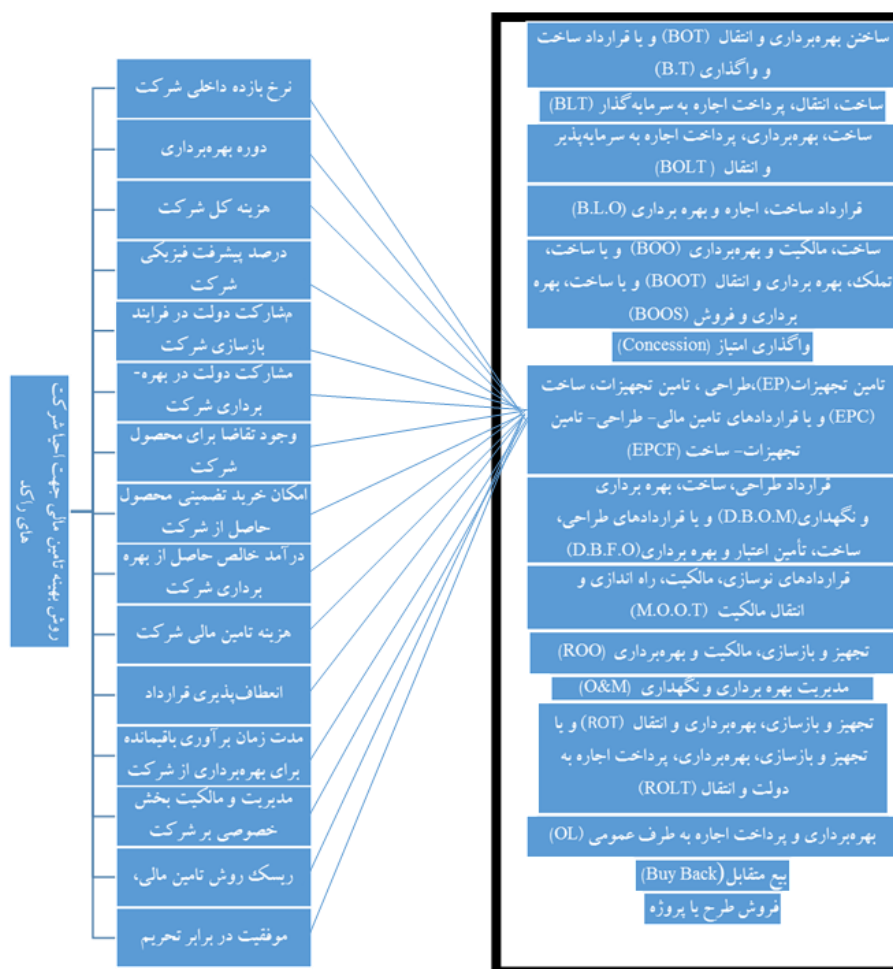 ساختن بهره‌برداری و انتقال (BOT) و یا قرارداد ساخت
و واگذاری (B.T)
ساخت، انتقال، پرداخت اجاره به سرمایه‌گذار (BLT)
ساخت، بهره‌برداری، پرداخت اجاره به سرمایه‌پذیر
و انتقال (BOLT)
قرارداد ساخت، اجاره و بهره برداری (B.L.O)
ساخت، مالکیت و بهره‌برداری (BOO) و یا ساخت،
تملک، بهره برداری و انتقال (BOOT) و یا ساخت، بهره
برداری و فروش (BOOS)
واگذاری امتیاز (Concession)
تامین تجهیزات(EP)،طراحی ، تامین تجهیزات، ساخت
(EPC) و یا قراردادهای تامین مالی- طراحی- تامین
تجهیزات- ساخت (EPCF)
قرارداد طراحی، ساخت، بهره برداری
و نگهداری(D.B.O.M) و یا قراردادهای طراحی،
ساخت، تأمین اعتبار و بهره برداری(D.B.F.O)
قراردادهای نوسازی، مالکیت، راه اندازی و
انتقال مالکیت (M.O.O.T)
تجهیز و بازسازی، مالکیت و بهره‌برداری (ROO)
مدیریت بهره برداری و نگهداری (O&M)
تجهیز و بازسازی، بهره‌برداری و انتقال (ROT) و یا
تجهیز و بازسازی، بهره‌برداری، پرداخت اجاره به
دولت و انتقال (ROLT)
بهره‌برداری و پرداخت اجاره به طرف عمومی (OL)
بیع متقابل(Buy Back)
فروش طرح یا پروژه
نرخ بازده داخلی شرکت
دوره بهره‌برداری
هزینه کل شرکت
درصد پیشرفت فیزیکی
شرکت
مشارکت دولت در فرایند
بازسازی شرکت
مشارکت دولت در بهره-
برداری شرکت
وجود تقاضا برای محصول
شرکت
امکان خرید تضمینی محصول
حاصل از شرکت
درآمد خالص حاصل از بهره
برداری شرکت
هزینه تامین مالی شرکت
انعطاف‌پذیری قرارداد
مدت زمان برآوری باقیمانده
برای بهره‌برداری از شرکت
مدیریت و مالکیت بخش
خصوصی بر شرکت
ریسک روش تامین مالی،
موفقیت در برابر تحریم
روش بهینه تامین مالی جهت احیا شرکت
های راکد